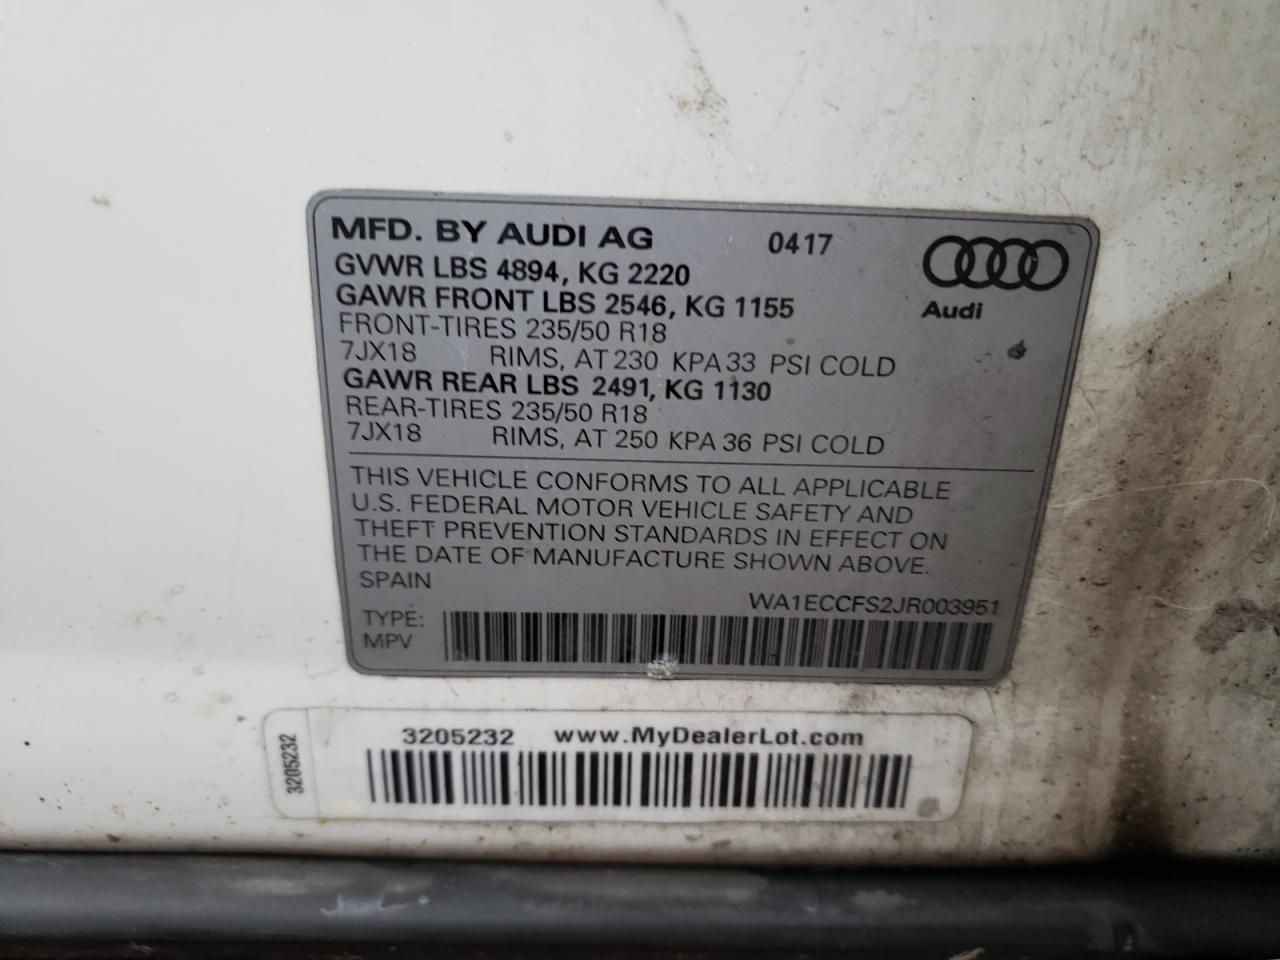 MFD. BY AUDI AG 0417
GVWR LBS 4894, KG 2220
GAWR FRONT LBS 2546, KG 1155
Audi
FRONT-TIRES 235/50 R18
7JX18 RIMS, AT 230 KPA 33 PSI COLD
GAWR REAR LBS 2491, KG 1130
REAR-TIRES 235/50 R18
7JX18 RIMS, AT 250 KPA 36 PSI COLD
THIS VEHICLE CONFORMS TO ALL APPLICABLE
U.S. FEDERAL MOTOR VEHICLE SAFETY AND
THEFT PREVENTION STANDARDS IN EFFECT ON
THE DATE OF MANUFACTURE SHOWN ABOVE.
SPAIN
WA1ECCFS2JR003951
TYPE:
MPV
3205232 www.MyDealerLot.com
3205232